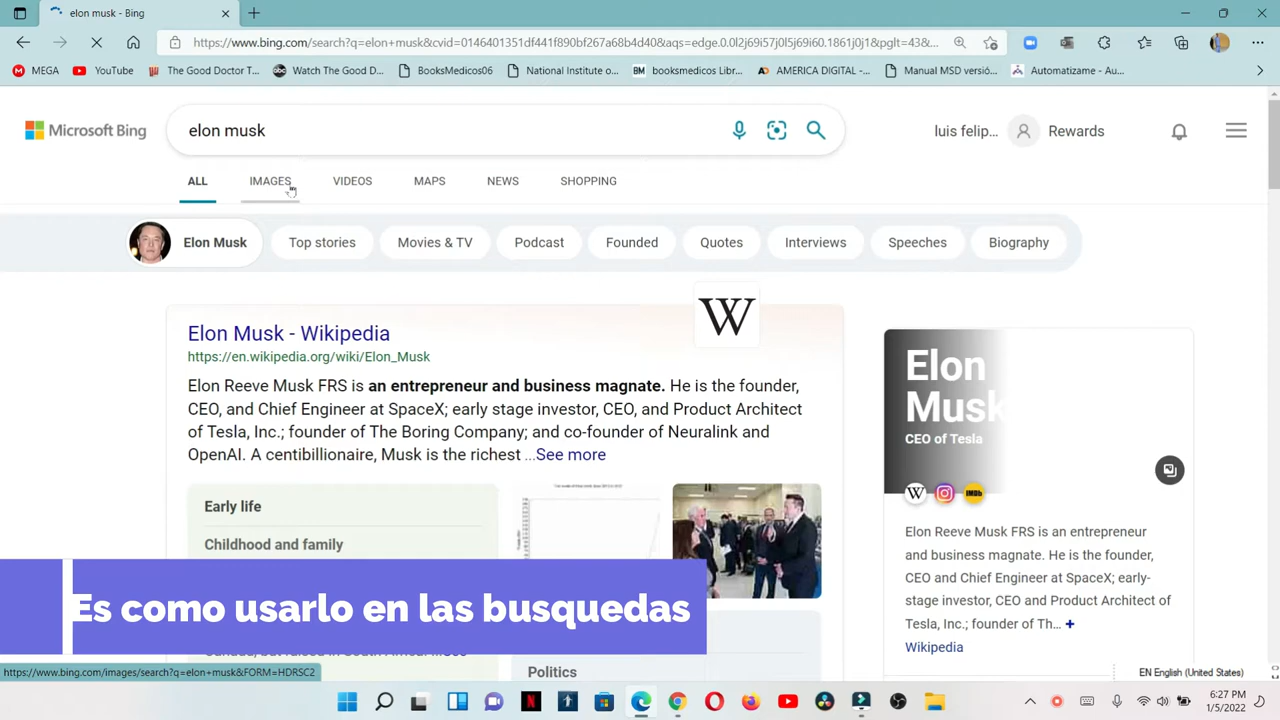 elon musk - Bing
https://www.bing.com/search?q=elon+musk&cvid=0146401351df441f890bf267a68b4d40&aqs=edge.0.0l2j69i57j0l5j69i60.1861j0j1&pglt=43&...
MEGA
YouTube
The Good Doctor T...
Watch The Good D...
BooksMedicos06
National Institute o...
booksmedicos Libr...
AMERICA DIGITAL -...
Manual MSD versió...
Automatizame - Au...
Microsoft Bing
elon musk
luis felip...
Rewards
ALL
IMAGES
VIDEOS
MAPS
NEWS
SHOPPING
Elon Musk
Top stories
Movies & TV
Podcast
Founded
Quotes
Interviews
Speeches
Biography
W
Elon Musk - Wikipedia
https://en.wikipedia.org/wiki/Elon_Musk
Elon Reeve Musk FRS is an entrepreneur and business magnate. He is the founder,
CEO, and Chief Engineer at SpaceX; early stage investor, CEO, and Product Architect
of Tesla, Inc.; founder of The Boring Company; and co-founder of Neuralink and
OpenAI. A centibillionaire, Musk is the richest ...See more
Early life
Childhood and family
Elon
Musk
CEO of Tesla
W
IMDb
Elon Reeve Musk FRS is an entrepreneur
and business magnate. He is the founder,
CEO, and Chief Engineer at SpaceX; early-
stage investor, CEO and Product Architect of
Tesla, Inc.; founder of Th... +
Wikipedia
Es como usarlo en las busquedas
Politics
https://www.bing.com/images/search?q=elon+musk&FORM=HDRSC2
EN English (United States)
6:27 PM
1/5/2022